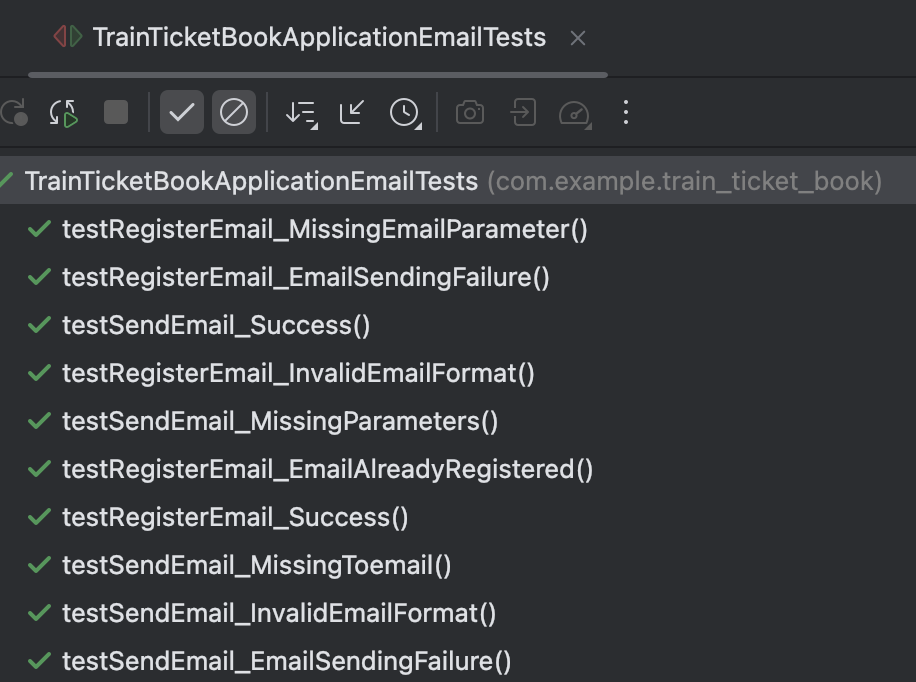 TrainTicketBookApplicationEmailTests
TrainTicketBookApplicationEmailTests (com.example.train_ticket_book)
testRegisterEmail_MissingEmailParameter()
testRegisterEmail_EmailSendingFailure()
testSendEmail_Success()
testRegisterEmail_InvalidEmailFormat()
testSendEmail_MissingParameters()
testRegisterEmail_EmailAlreadyRegistered()
testRegisterEmail_Success()
testSendEmail_MissingToemail()
testSendEmail_InvalidEmailFormat()
testSendEmail_EmailSendingFailure()